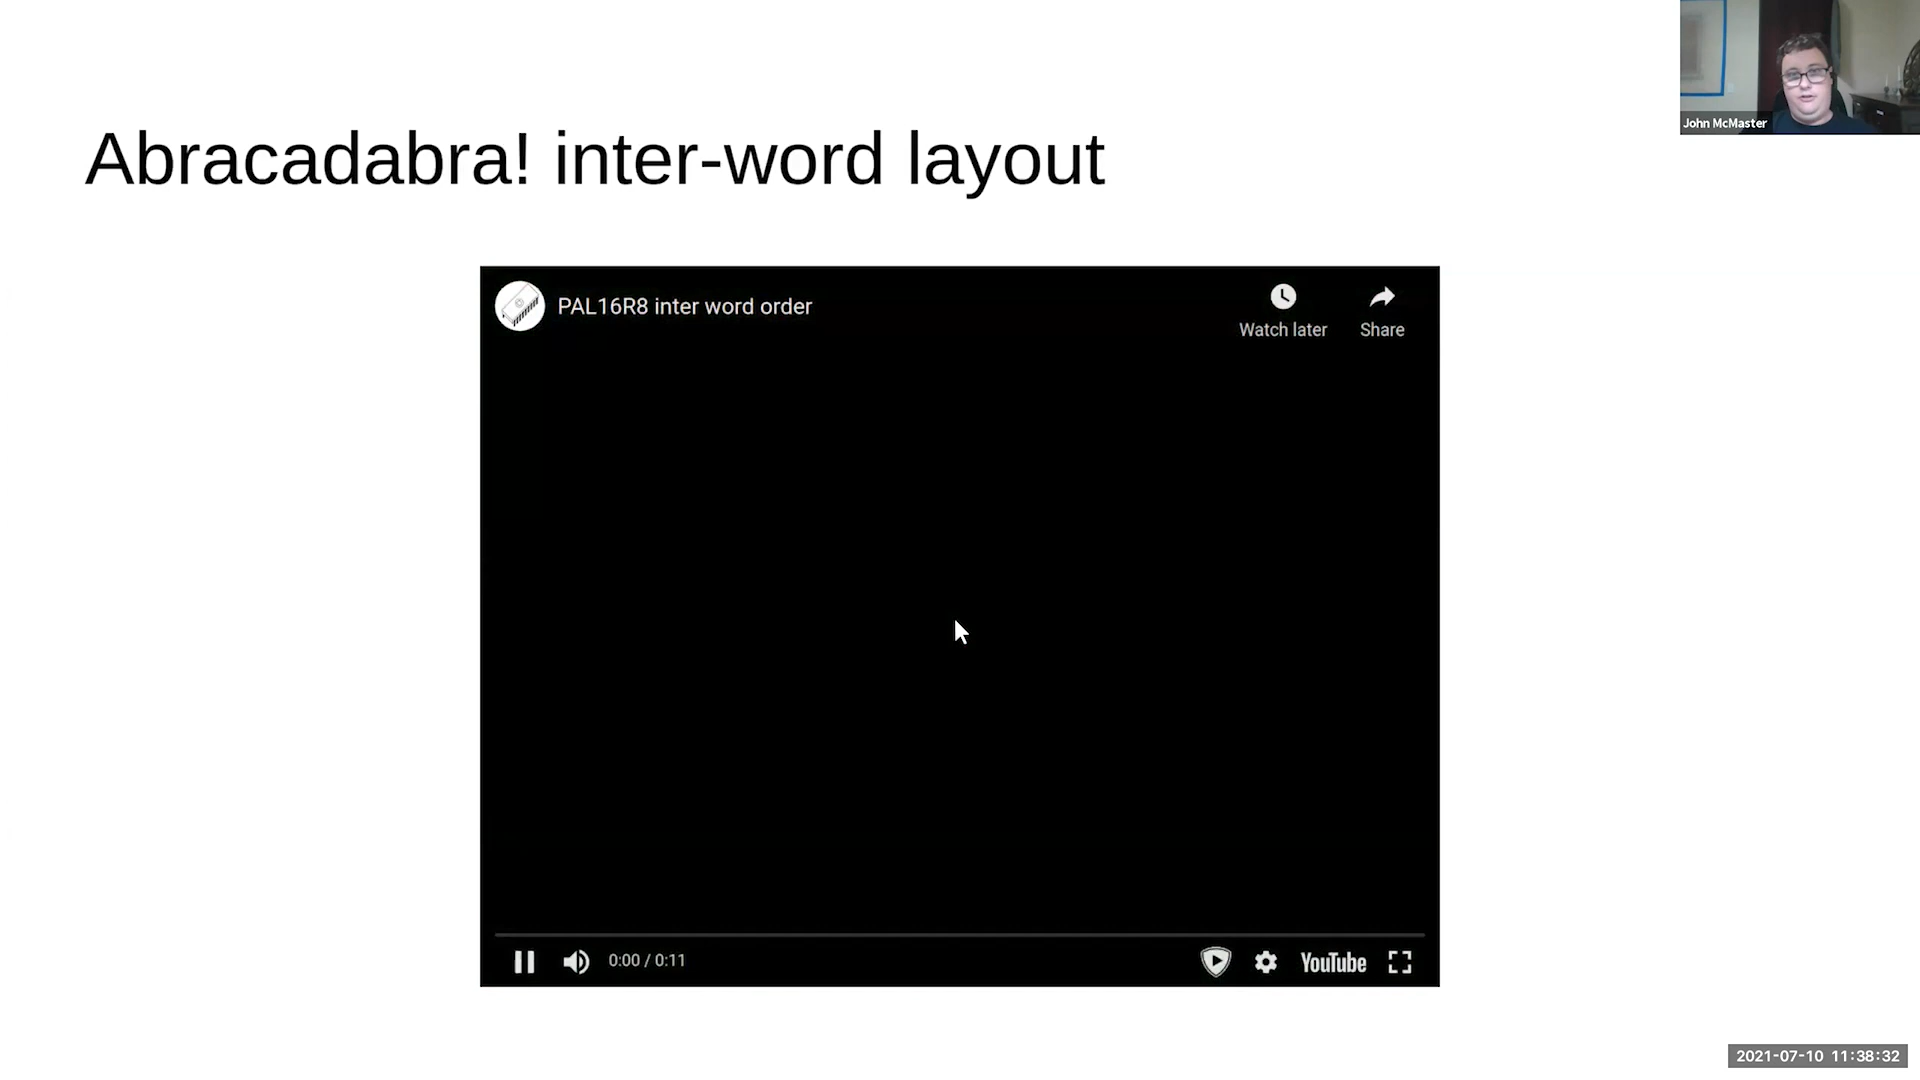 John McMaster
Abracadabra! inter-word layout
PAL16R8 inter word order
Watch later
Share
0:00 / 0:11
YouTube
2021-07-10 11:38:32